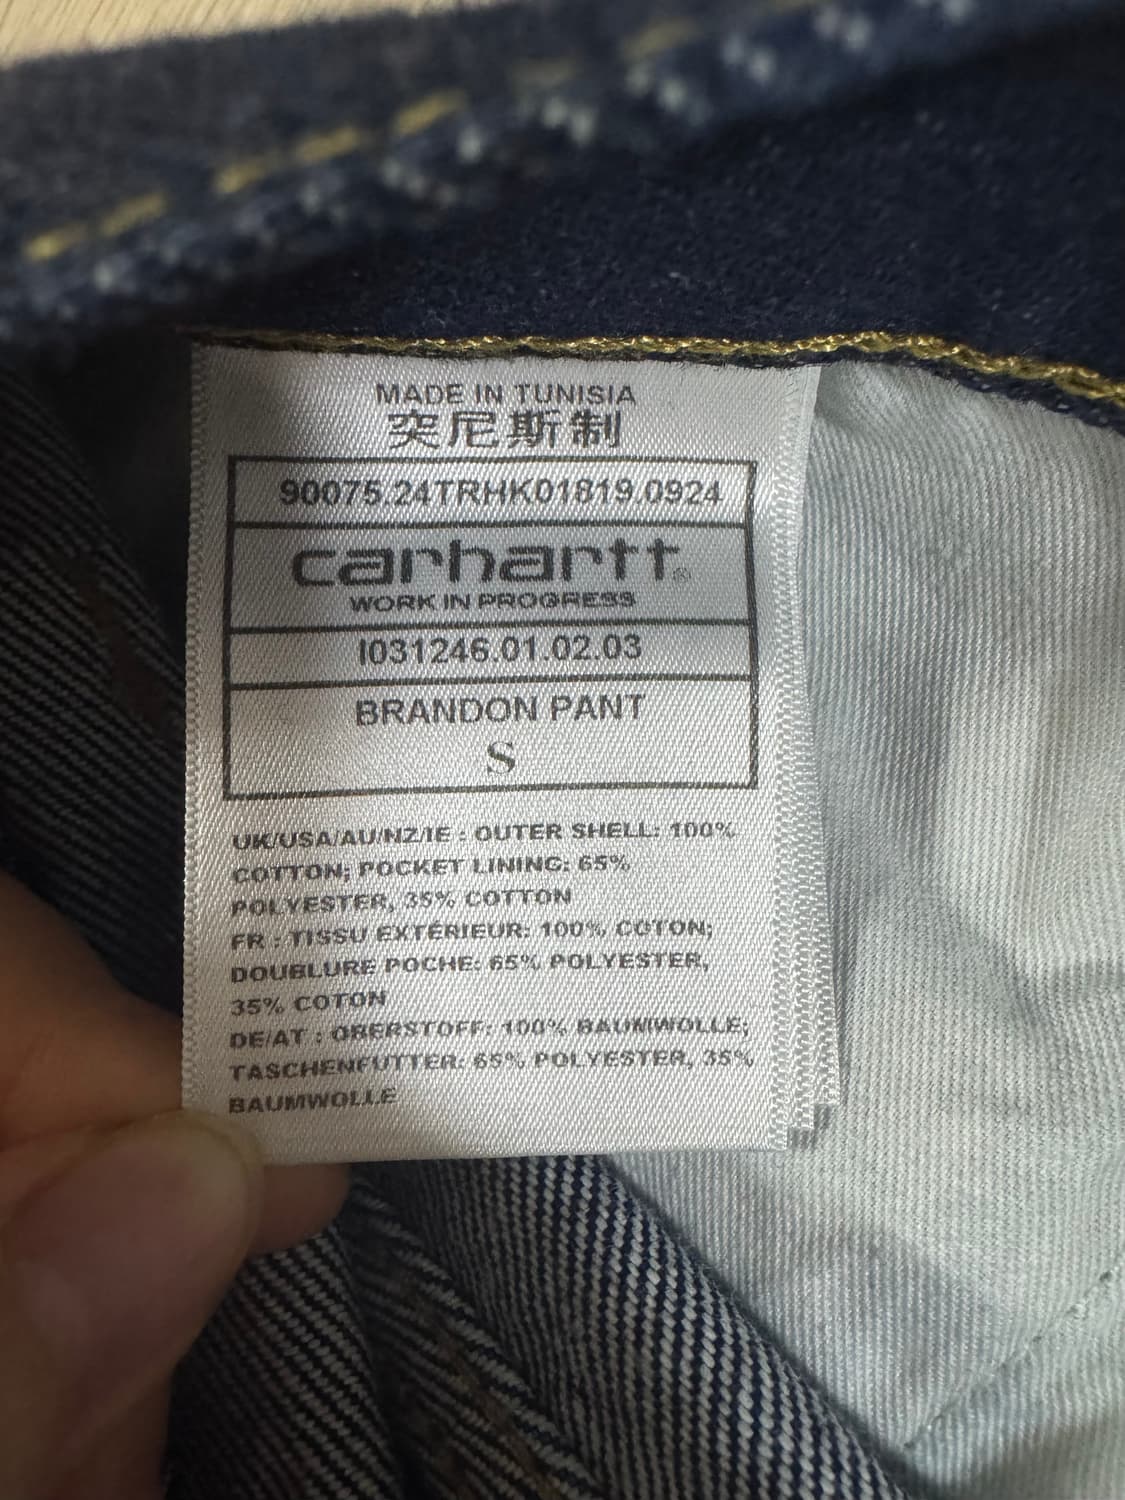 MADE IN TUNISIA
突尼斯制
90075.24TRHK01819.0924
carhartt®
WORK IN PROGRESS
I031246.01.02.03
BRANDON PANT
S
UK/USA/AU/NZ/IE : OUTER SHELL: 100%
COTTON; POCKET LINING: 65%
POLYESTER, 35% COTTON
FR : TISSU EXTÉRIEUR: 100% COTON;
DOUBLURE POCHE: 65% POLYESTER,
35% COTON
DE/AT : OBERSTOFF: 100% BAUMWOLLE;
TASCHENFUTTER: 65% POLYESTER, 35%
BAUMWOLLE